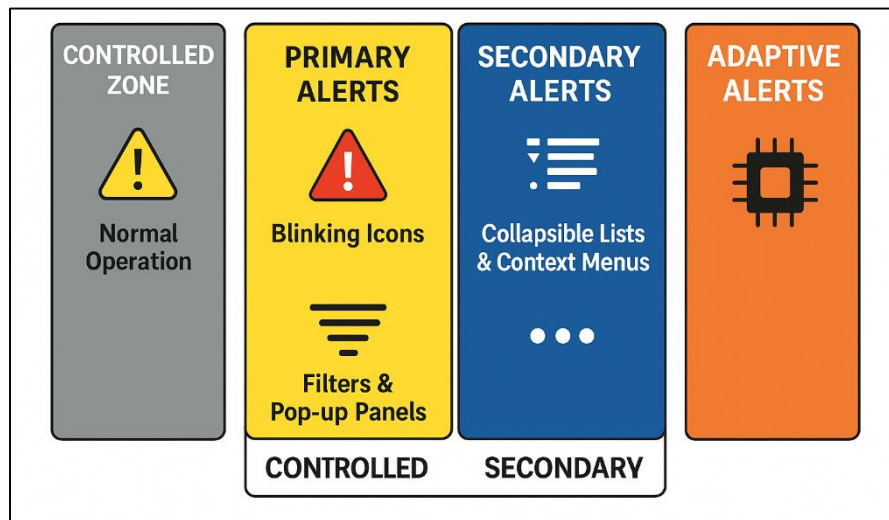 CONTROLLED
ZONE
Normal
Operation
PRIMARY
ALERTS
Blinking Icons
Filters &
Pop-up Panels
SECONDARY
ALERTS
Collapsible Lists
& Context Menus
ADAPTIVE
ALERTS
CONTROLLED
SECONDARY